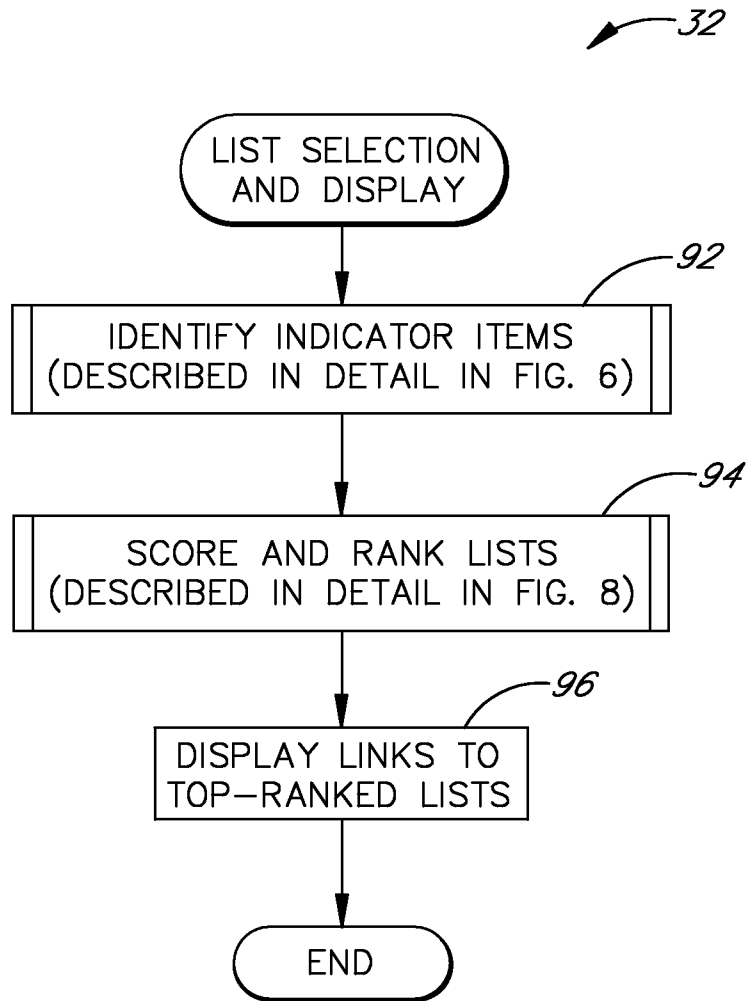 32
LIST SELECTION
AND DISPLAY
92
IDENTIFY INDICATOR ITEMS
(DESCRIBED IN DETAIL IN FIG. 6)
94
SCORE AND RANK LISTS
(DESCRIBED IN DETAIL IN FIG. 8)
96
DISPLAY LINKS TO
TOP-RANKED LISTS
END